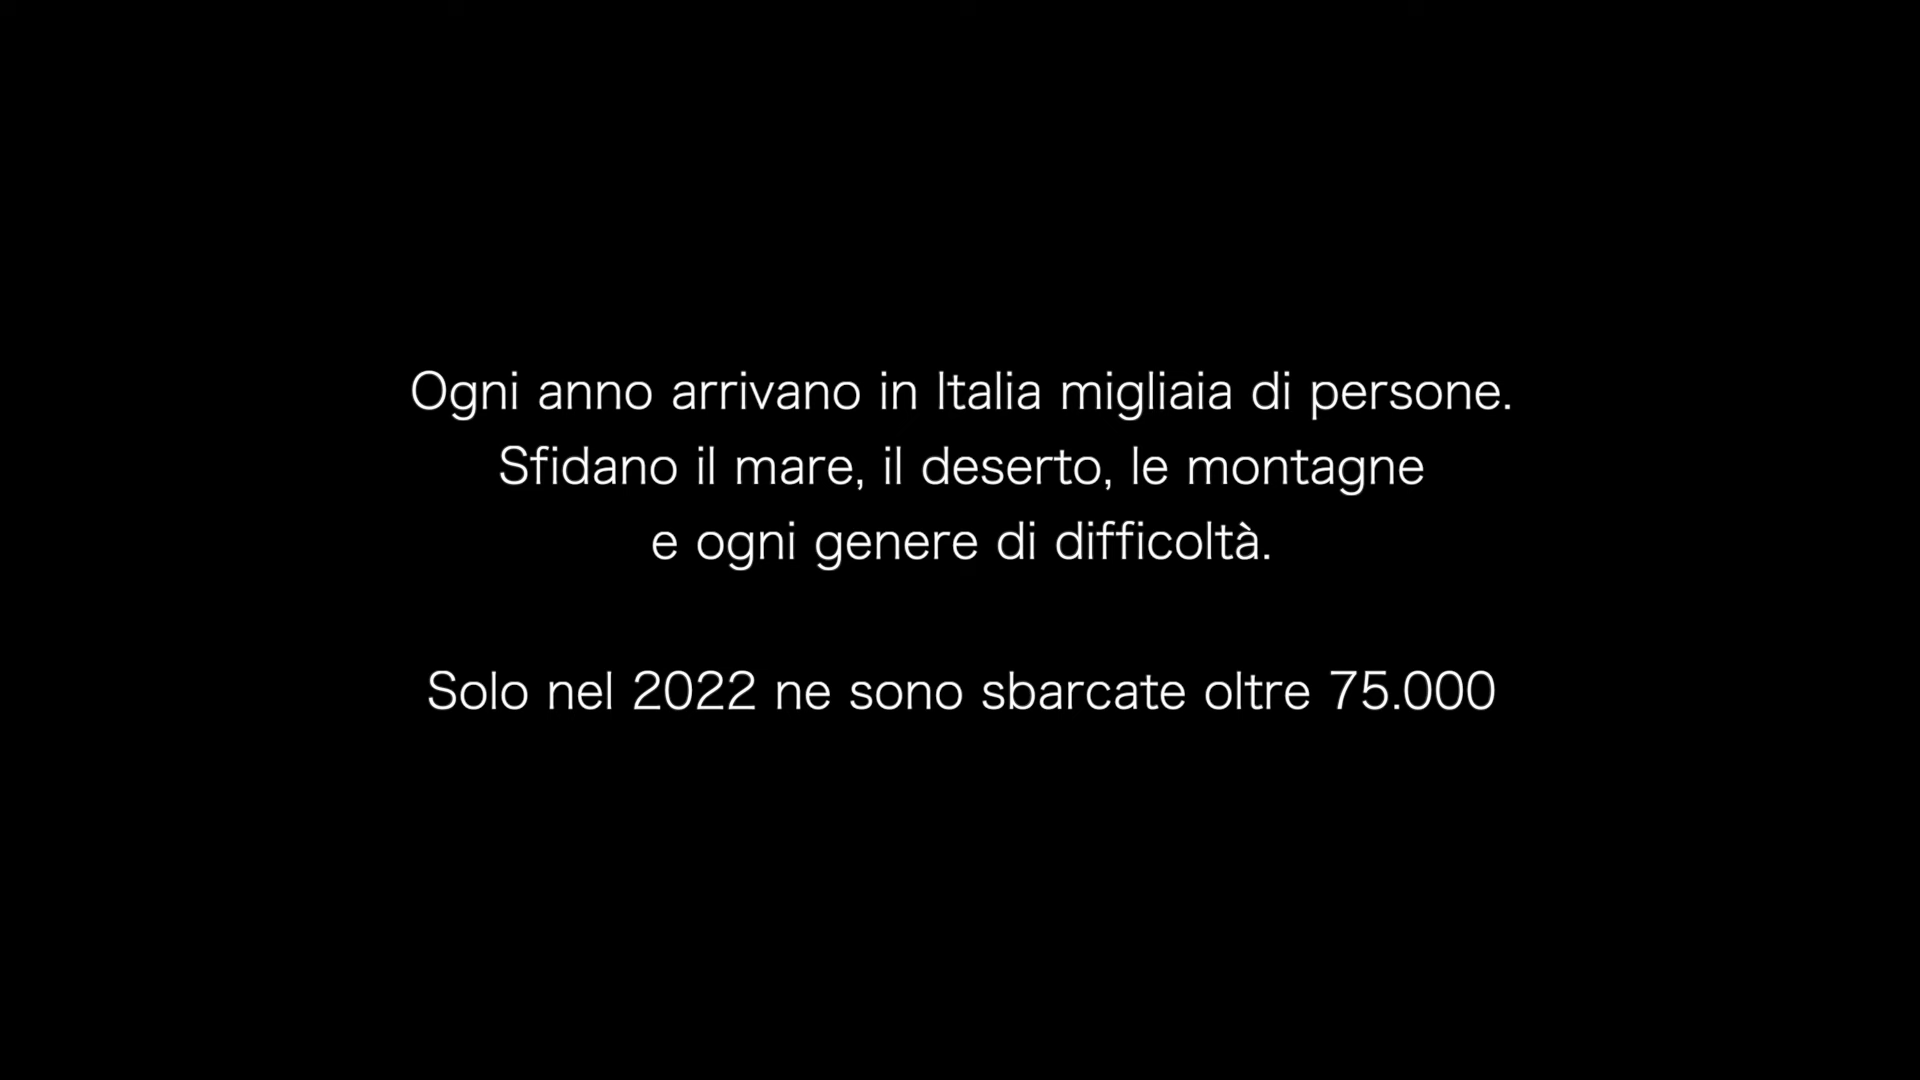 Ogni anno arrivano in Italia migliaia di persone.
Sfidano il mare, il deserto, le montagne
e ogni genere di difficoltà.
Solo nel 2022 ne sono sbarcate oltre 75.000